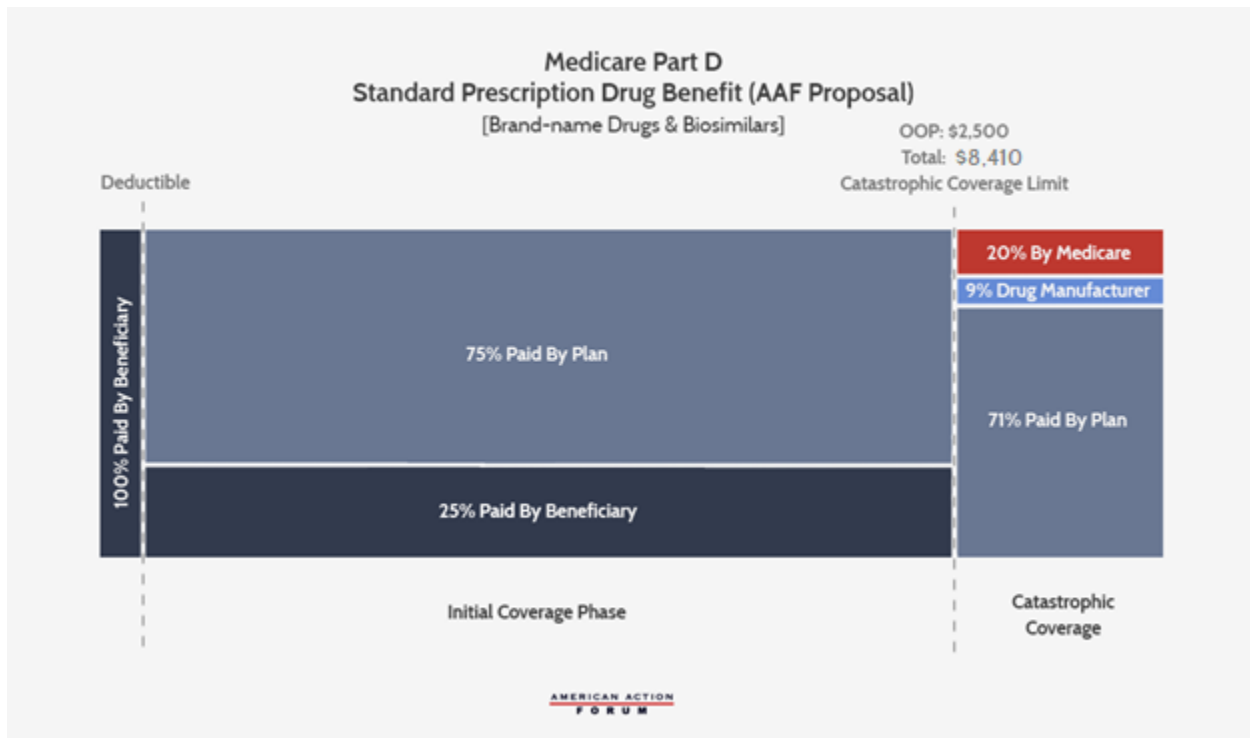 Medicare Part D
Standard Prescription Drug Benefit (AAF Proposal)
[Brand-name Drugs & Biosimilars]
OOP: $2,500
Total: $8,410
Catastrophic Coverage Limit
Deductible
100% Paid By Beneficiary
75% Paid By Plan
25% Paid By Beneficiary
20% By Medicare
9% Drug Manufacturer
71% Paid By Plan
Initial Coverage Phase
Catastrophic
Coverage
AMERICAN ACTION
FORUM